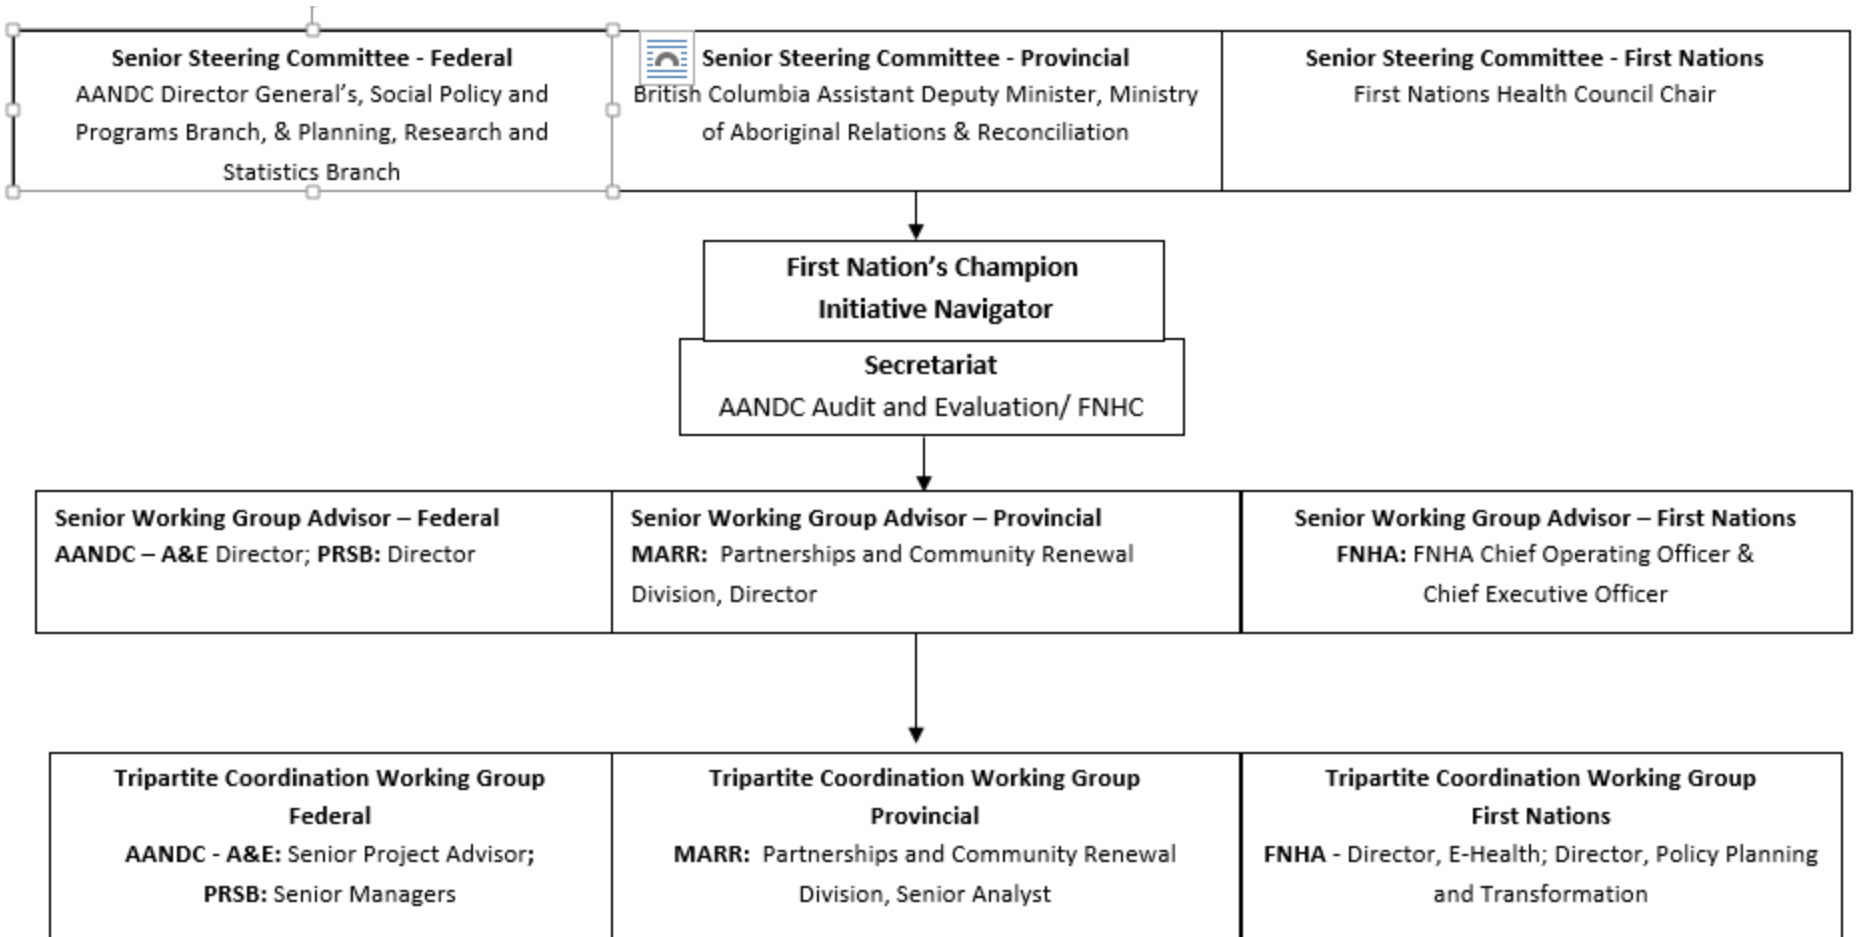 Senior Steering Committee - Federal
AANDC Director General’s, Social Policy and
Programs Branch, & Planning, Research and
Statistics Branch
Senior Steering Committee - Provincial
British Columbia Assistant Deputy Minister, Ministry
of Aboriginal Relations & Reconciliation
Senior Steering Committee - First Nations
First Nations Health Council Chair
First Nation’s Champion
Initiative Navigator
Secretariat
AANDC Audit and Evaluation/ FNHC
Senior Working Group Advisor – Federal
AANDC – A&E Director; PRSB: Director
Senior Working Group Advisor – Provincial
MARR: Partnerships and Community Renewal
Division, Director
Senior Working Group Advisor – First Nations
FNHA: FNHA Chief Operating Officer &
Chief Executive Officer
Tripartite Coordination Working Group
Federal
AANDC - A&E: Senior Project Advisor;
PRSB: Senior Managers
Tripartite Coordination Working Group
Provincial
MARR: Partnerships and Community Renewal
Division, Senior Analyst
Tripartite Coordination Working Group
First Nations
FNHA - Director, E-Health; Director, Policy Planning
and Transformation